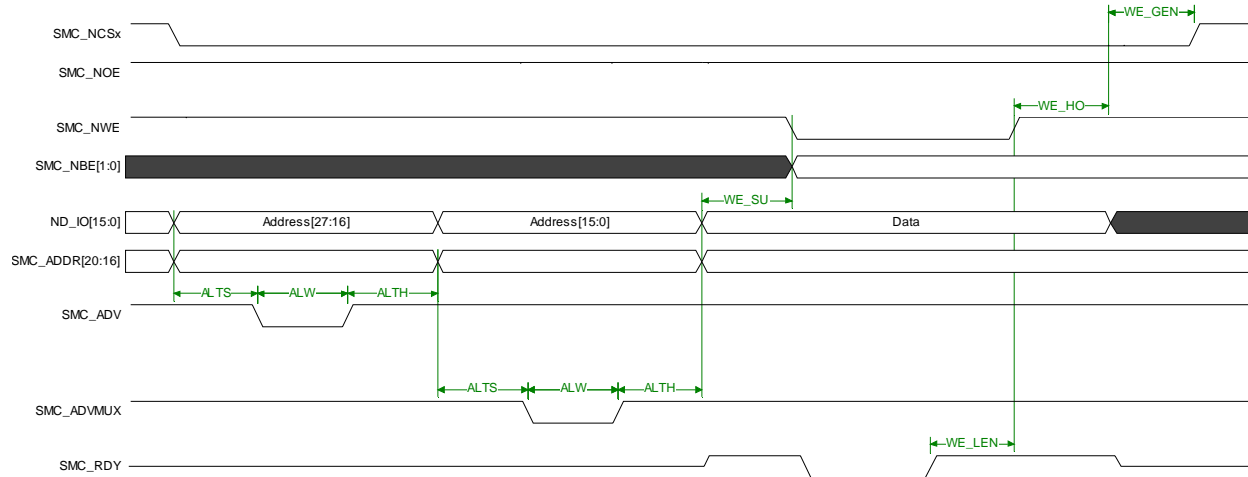 WE_GEN
SMC_NCSx
SMC_NOE
WE_HO
SMC_NWE
SMC_NBE[1:0]
WE_SU
ND_IO[15:0] Address[27:16] Address[15:0] Data
SMC_ADDR[20:16]
ALTS ALW ALTH
SMC_ADV
ALTS ALW ALTH
SMC_ADVMUX
WE_LEN
SMC_RDY